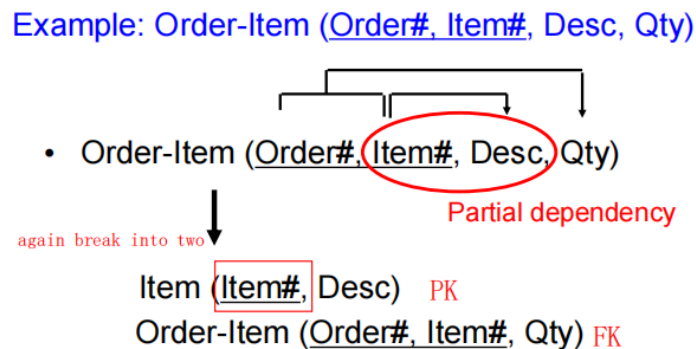 Example: Order-Item (Order#, Item#, Desc, Qty)
• Order-Item (Order#, Item#, Desc, Qty)
Partial dependency
again break into two
Item (Item#, Desc) PK
Order-Item (Order#, Item#, Qty) FK